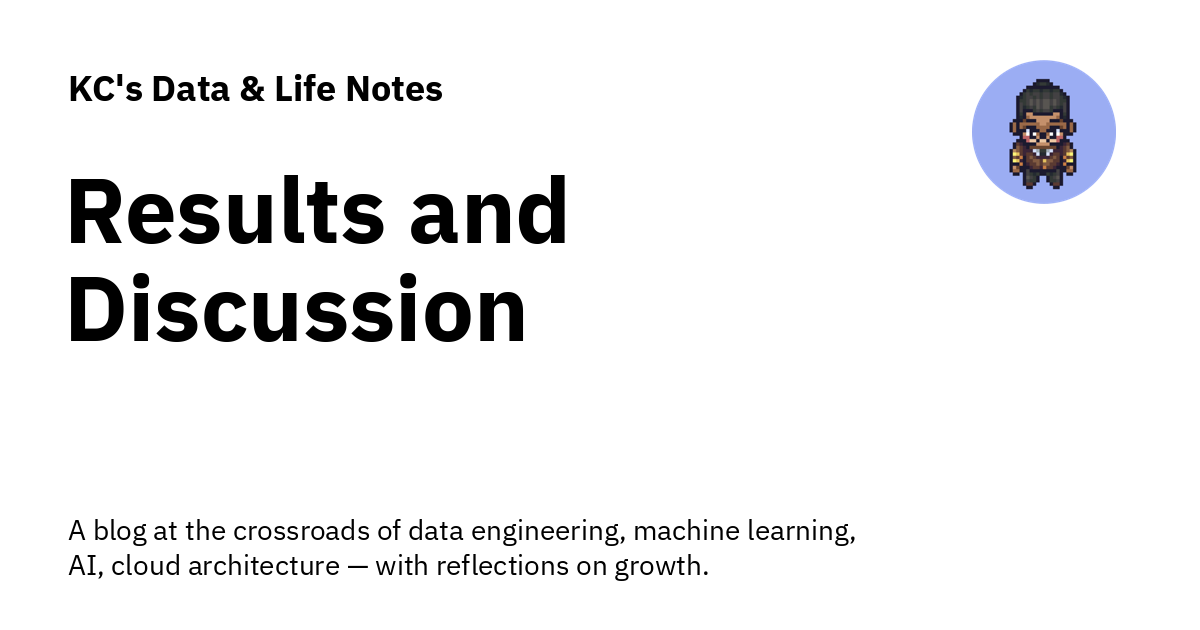 KC's Data & Life Notes
Results and
Discussion
A blog at the crossroads of data engineering, machine learning,
AI, cloud architecture — with reflections on growth.